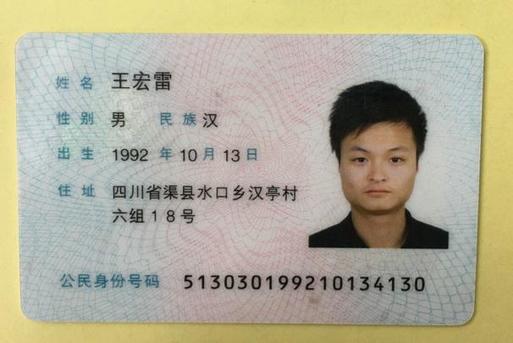 姓名 王宏雷
性别 男 民族 汉
出生 1992 年 10 月 13 日
住址 四川省渠县水口乡汉亭村
六组18号
公民身份号码 513030199210134130